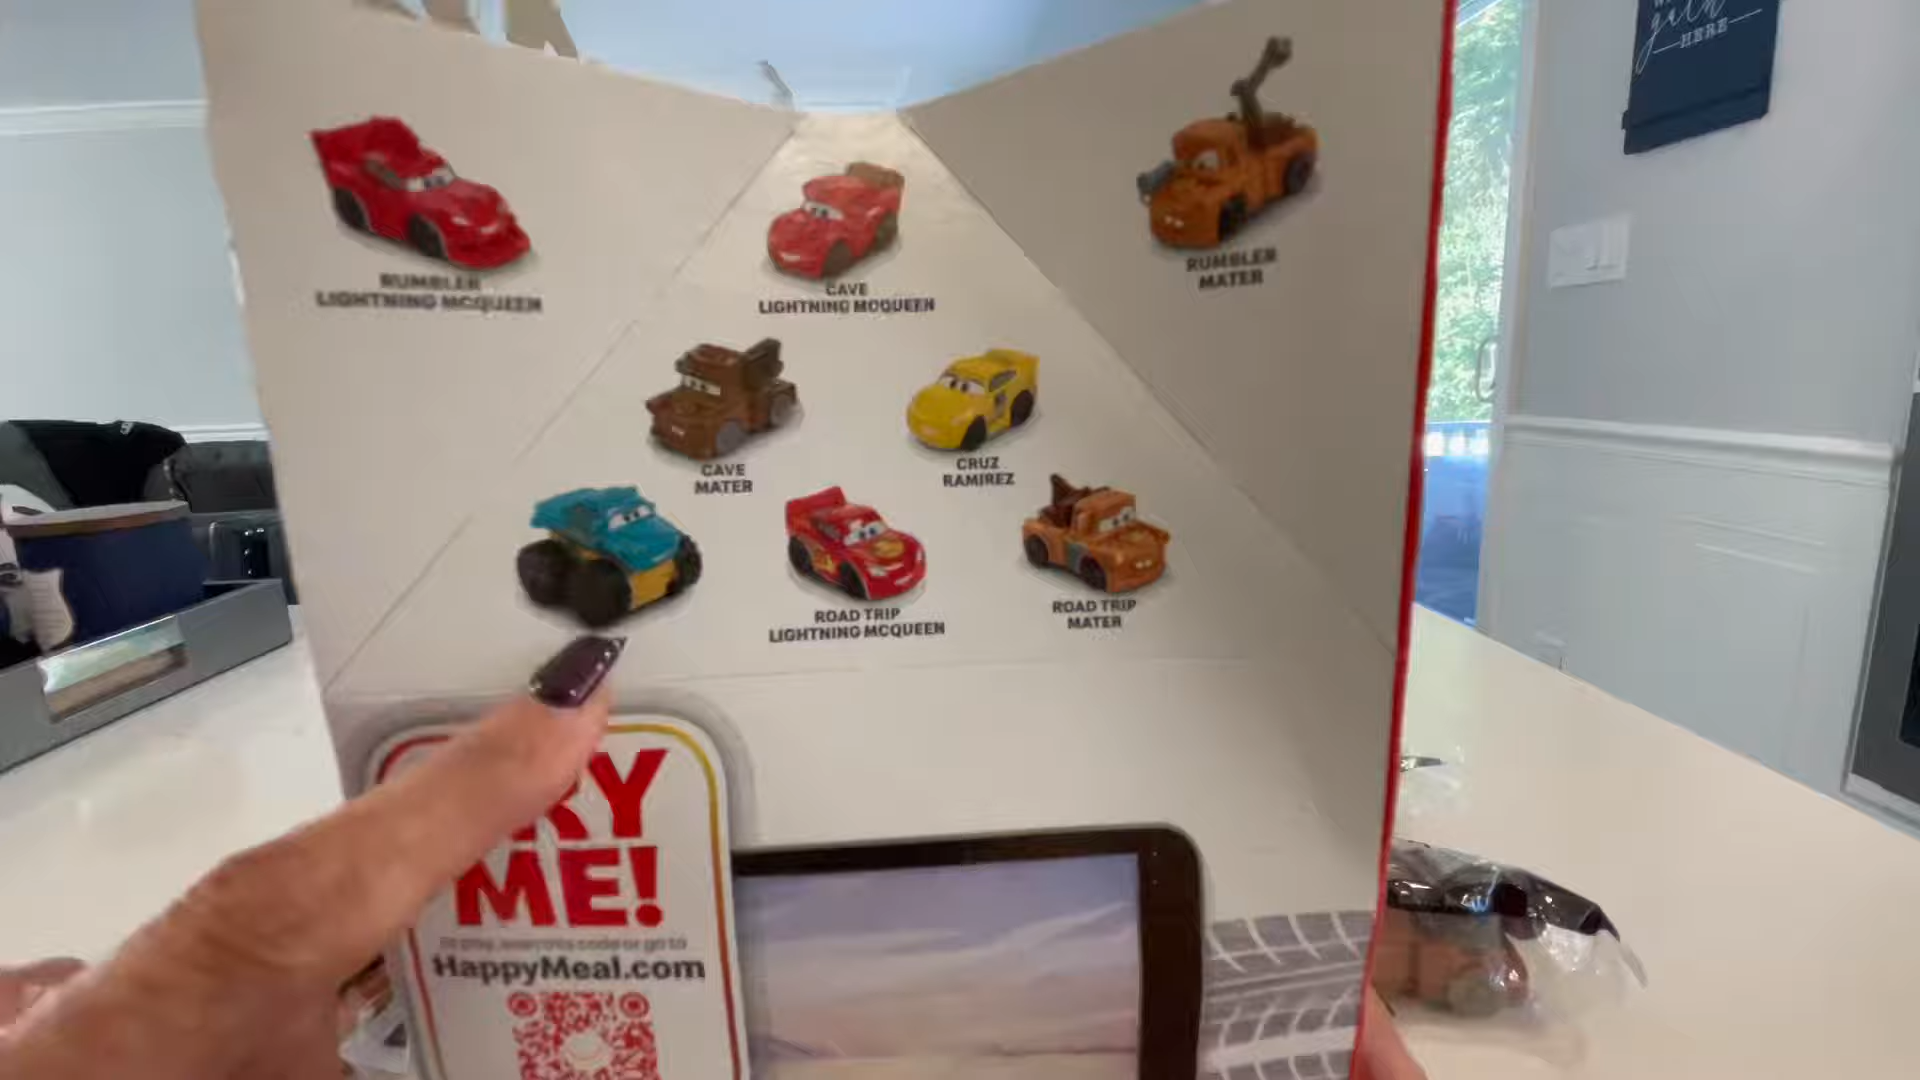 HERE
RUMBLER
LIGHTNING MCQUEEN
CAVE
LIGHTNING MCQUEEN
RUMBLER
MATER
CAVE
MATER
CRUZ
RAMIREZ
ROAD TRIP
LIGHTNING MCQUEEN
ROAD TRIP
MATER
ME!
HappyMeal.com